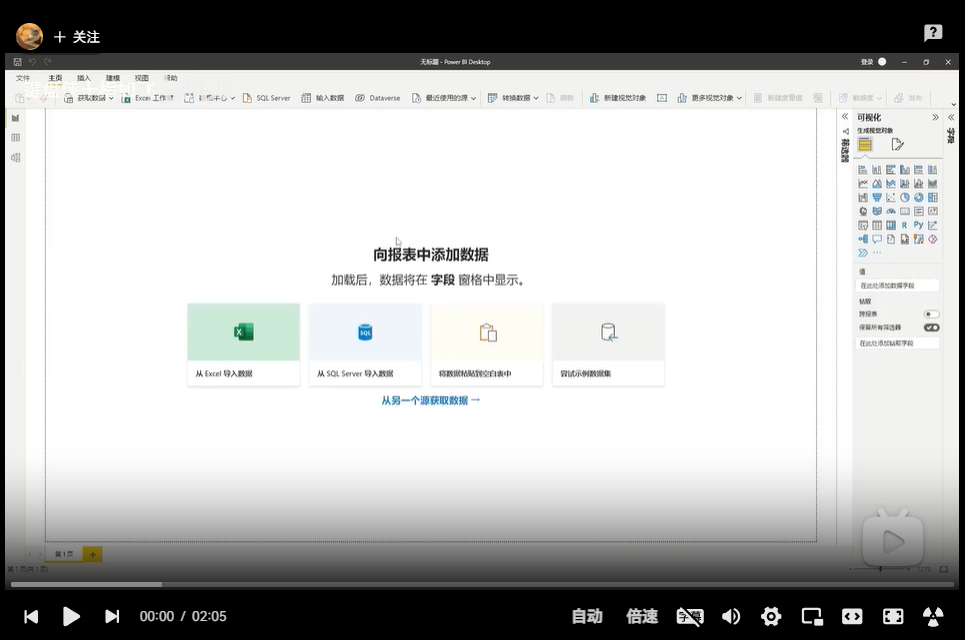 + 关注
无标题 - Power BI Desktop
登录
文件 主页 插入 建模 视图 帮助
获取数据 Excel 工作簿 数据中心 SQL Server 输入数据 Dataverse 最近使用的源 转换数据 刷新 新建视觉对象 更多视觉对象 新建度量值 敏感度 发布
可视化
生成视觉对象
筛选器
字段
向报表中添加数据
加载后，数据将在 字段 窗格中显示。
SQL
从 Excel 导入数据
从 SQL Server 导入数据
将数据粘贴到空白表中
尝试示例数据集
从另一个源获取数据 →
R Py
值
在此处添加数据字段
钻取
跨报表
保留所有筛选器
在此处添加钻取字段
第 1 页 +
00:00 / 02:05
自动
倍速
字幕